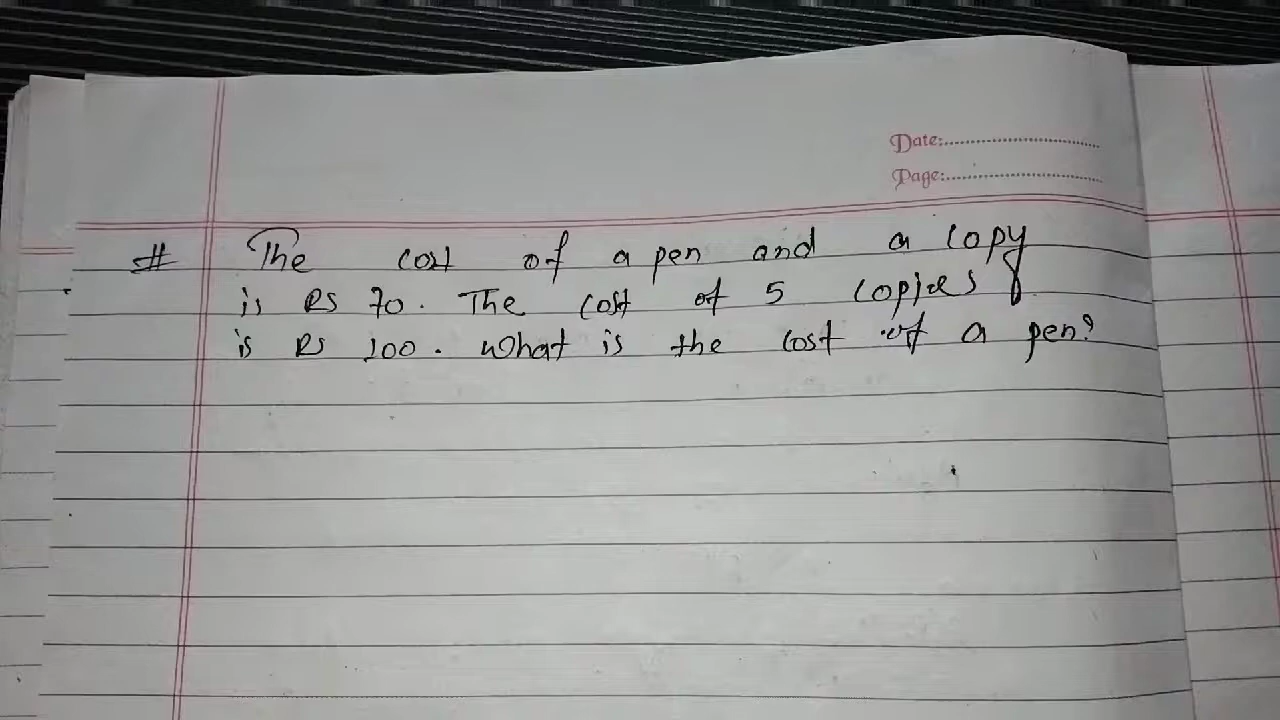 Date:
Page:
# The cost of a pen and a copy
is Rs 70. The cost of 5 copies
is Rs 100. What is the cost of a pen?